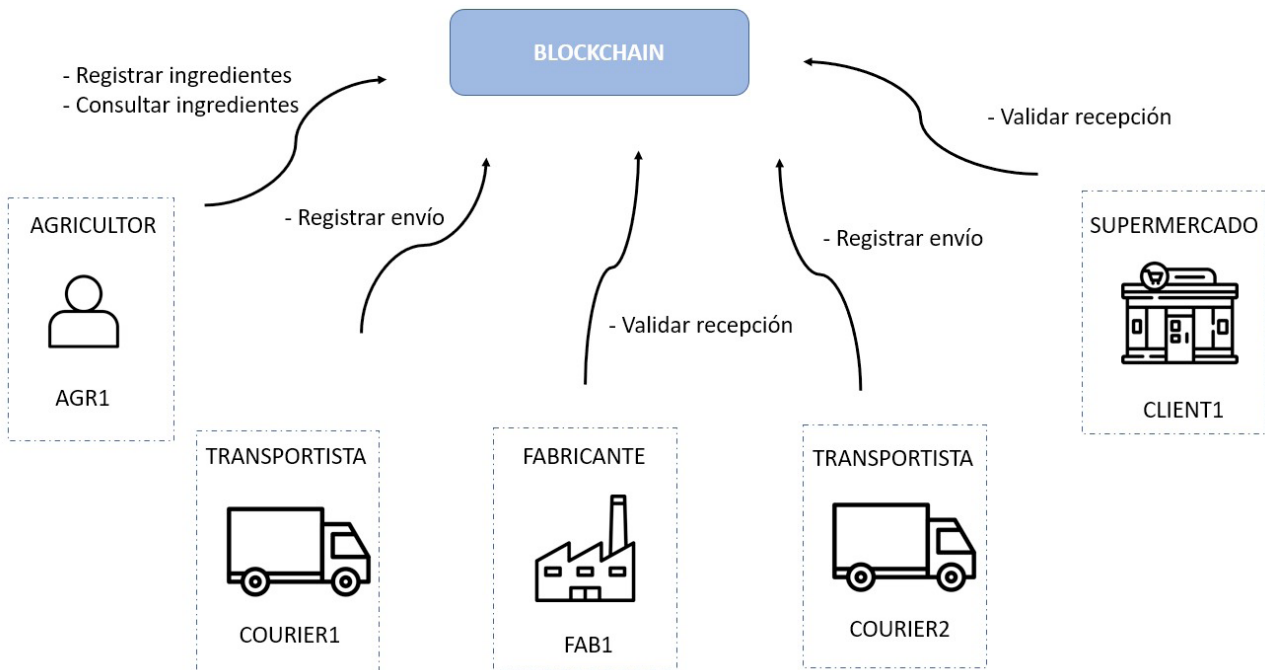 BLOCKCHAIN
- Registrar ingredientes
- Consultar ingredientes
- Validar recepción
- Registrar envío
- Registrar envío
- Validar recepción
AGRICULTOR
AGR1
SUPERMERCADO
CLIENT1
TRANSPORTISTA
COURIER1
FABRICANTE
FAB1
TRANSPORTISTA
COURIER2